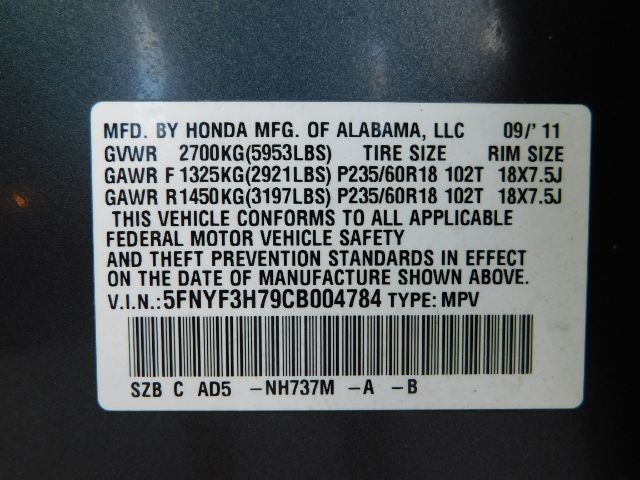 MFD. BY HONDA MFG. OF ALABAMA, LLC 09/' 11
GVWR 2700KG(5953LBS) TIRE SIZE RIM SIZE
GAWR F 1325KG(2921LBS) P235/60R18 102T 18X7.5J
GAWR R1450KG(3197LBS) P235/60R18 102T 18X7.5J
THIS VEHICLE CONFORMS TO ALL APPLICABLE
FEDERAL MOTOR VEHICLE SAFETY
AND THEFT PREVENTION STANDARDS IN EFFECT
ON THE DATE OF MANUFACTURE SHOWN ABOVE.
V.I.N.:5FNYF3H79CB004784 TYPE: MPV
SZB C AD5 -NH737M -A -B